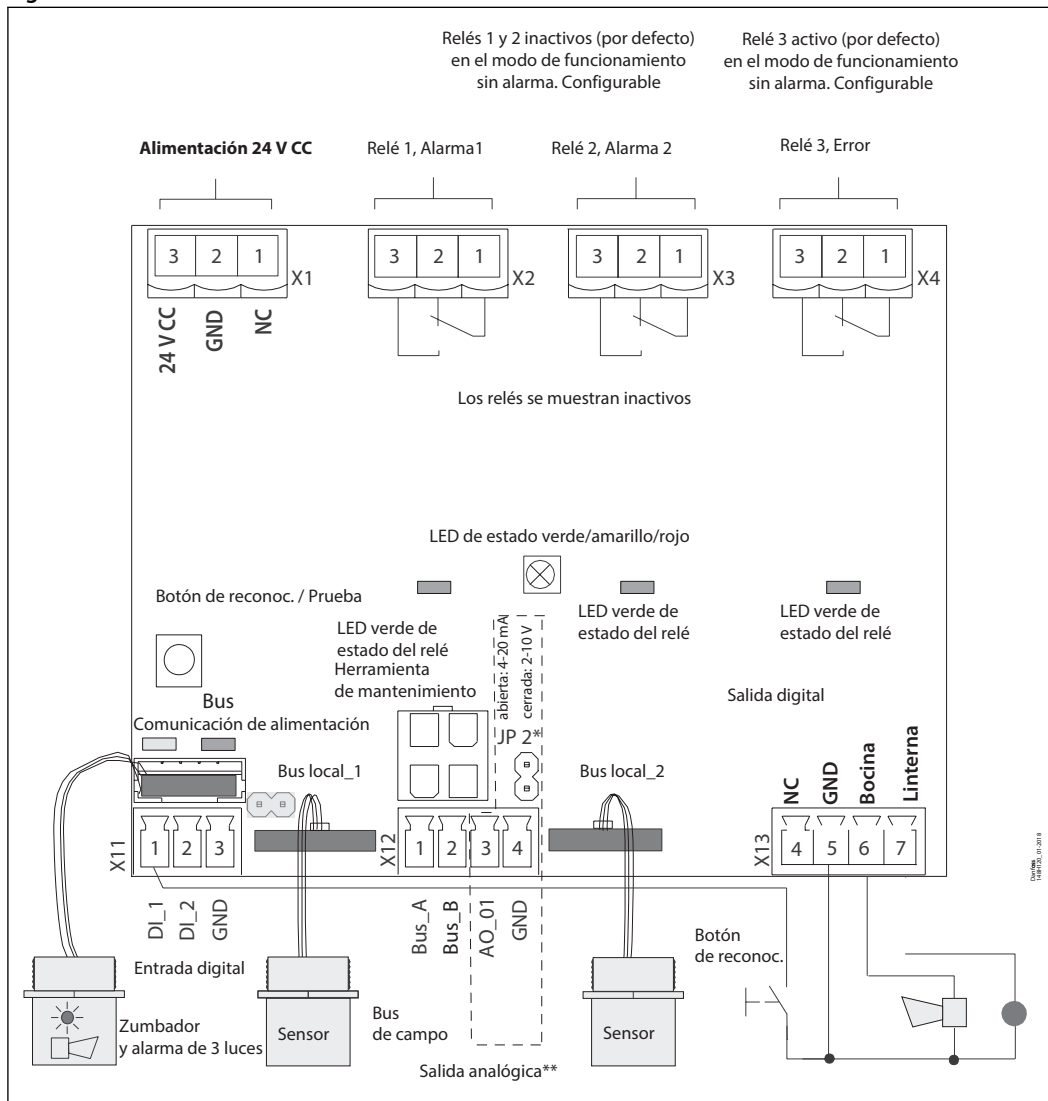 Relés 1 y 2 inactivos (por defecto)
en el modo de funcionamiento
sin alarma. Configurable
Relé 3 activo (por defecto)
en el modo de funcionamiento
sin alarma. Configurable
Alimentación 24 V CC
Relé 1, Alarma1
Relé 2, Alarma 2
Relé 3, Error
3 2 1 X1
3 2 1 X2
3 2 1 X3
3 2 1 X4
24 V CC
GND
NC
Los relés se muestran inactivos
LED de estado verde/amarillo/rojo
Botón de reconoc. / Prueba
LED verde de
estado del relé
LED verde de
estado del relé
LED verde de
estado del relé
Herramienta
de mantenimiento
abierta: 4-20 mA
cerrada: 2-10 V
JP 2*
Salida digital
Bus
Comunicación de alimentación
Bus local_1
Bus local_2
NC
GND
Bocina
Linterna
X11 1 2 3
X12 1 2 3 4
X13 4 5 6 7
DI_1
DI_2
GND
Bus_A
Bus_B
AO_01
GND
Entrada digital
Botón
de reconoc.
Zumbador
y alarma de 3 luces
Sensor
Bus
de campo
Sensor
Salida analógica**
Danfoss
148H120_01-2018